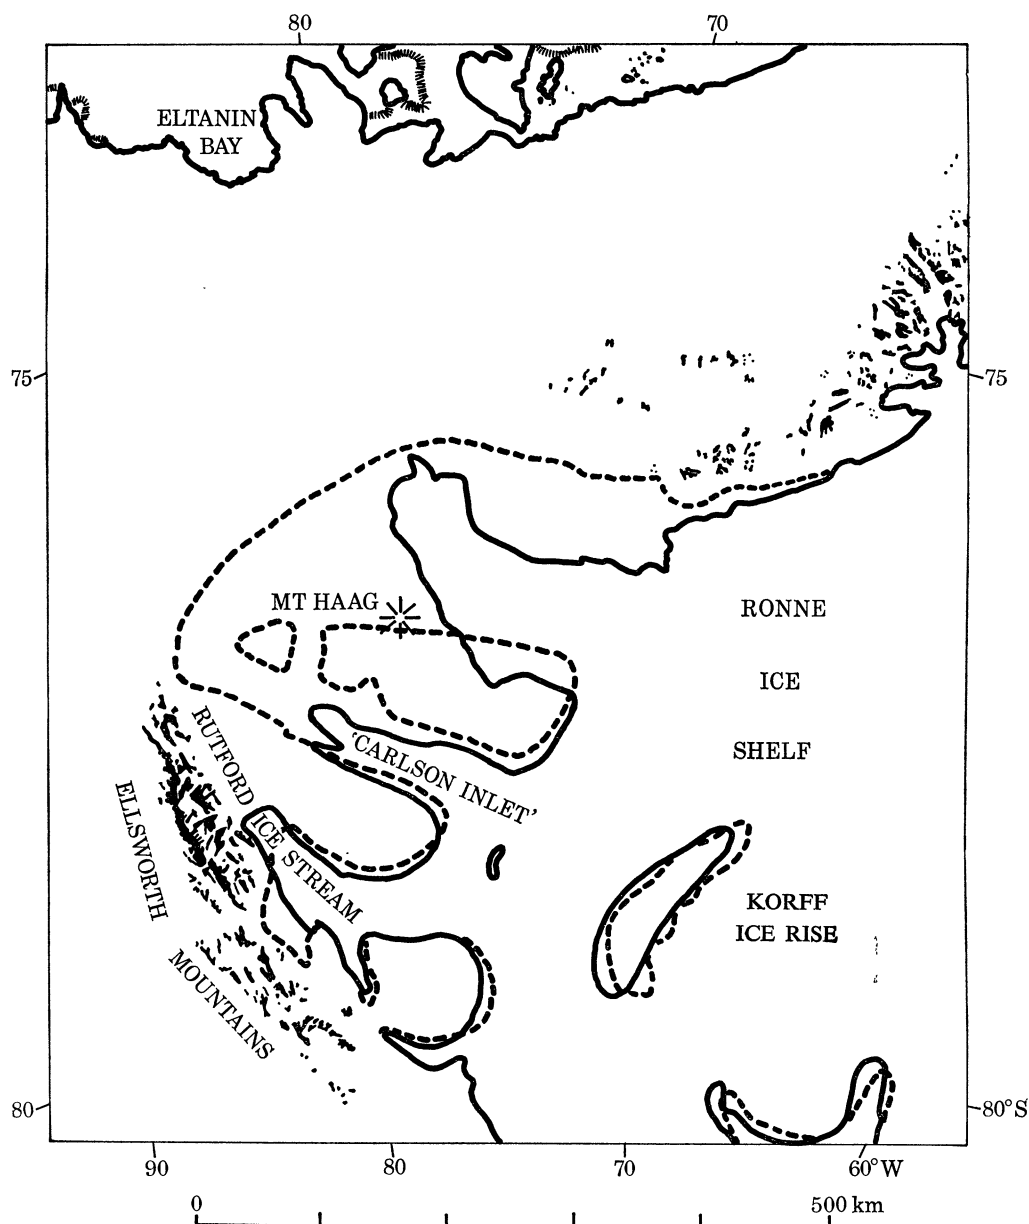 80 70
ELTANIN
BAY
75 75
MT HAAG
RONNE
ICE
SHELF
RUTFORD ICE STREAM
'CARLSON INLET'
ELLSWORTH
MOUNTAINS
KORFF
ICE RISE
80 80°S
90 80 70 60°W
0 500 km